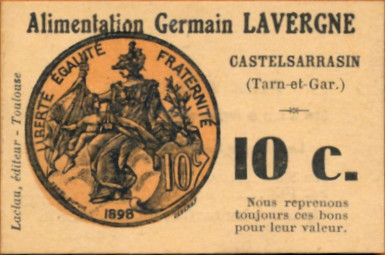 Alimentation Germain LAVERGNE
CASTELSARRASIN
(Tarn-et-Gar.)
LIBERTÉ ÉGALITÉ FRATERNITÉ
10c
1898
10 c.
Nous reprenons
toujours ces bons
pour leur valeur.
Laclau, éditeur - Toulouse